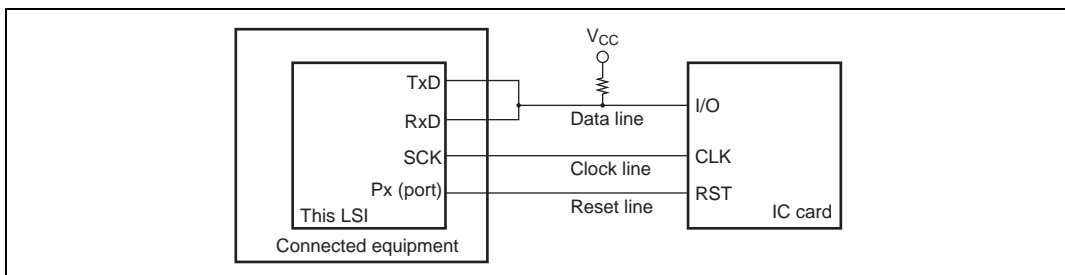 VCC
TxD
I/O
RxD
Data line
SCK
CLK
Clock line
Px (port)
RST
Reset line
This LSI
IC card
Connected equipment